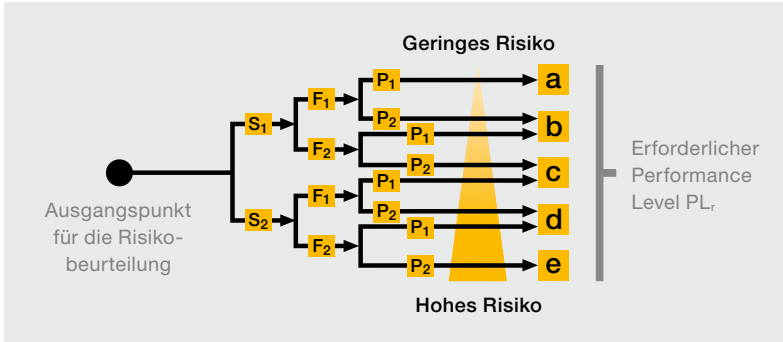 Geringes Risiko
P1
a
F1
P2
b
S1
P1
F2
P2
c
F1
P1
P2
d
S2
P1
F2
P2
e
Hohes Risiko
Ausgangspunkt
für die Risiko-
beurteilung
Erforderlicher
Performance
Level PLr